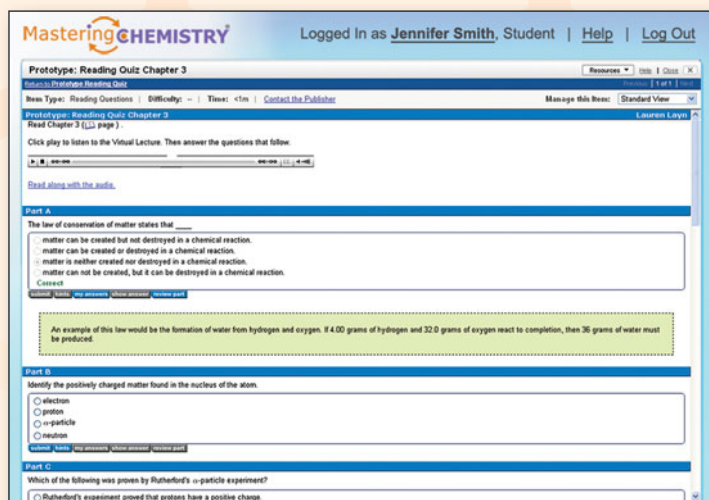 MasteringCHEMISTRY®
Logged In as Jennifer Smith, Student | Help | Log Out
Prototype: Reading Quiz Chapter 3
Resources ▼ Help | Close X
Return to Prototype Reading Quiz
Previous | 1 of 1 | Next
Item Type: Reading Questions | Difficulty: -- | Time: <1m | Contact the Publisher
Manage this Item: Standard View
Prototype: Reading Quiz Chapter 3
Lauren Layn
Read Chapter 3 ( page ) .
Click play to listen to the Virtual Lecture. Then answer the questions that follow.
Read along with the audio.
Part A
The law of conservation of matter states that ____
matter can be created but not destroyed in a chemical reaction.
matter can be created or destroyed in a chemical reaction.
matter is neither created nor destroyed in a chemical reaction.
matter can not be created, but it can be destroyed in a chemical reaction.
Correct
submit hints my answers show answer review part
An example of this law would be the formation of water from hydrogen and oxygen. If 4.00 grams of hydrogen and 32.0 grams of oxygen react to completion, then 36 grams of water must
be produced.
Part B
Identify the positively charged matter found in the nucleus of the atom.
electron
proton
α-particle
neutron
submit hints my answers show answer review part
Part C
Which of the following was proven by Rutherford's α-particle experiment?
Rutherford's experiment proved that protons have a positive charge.